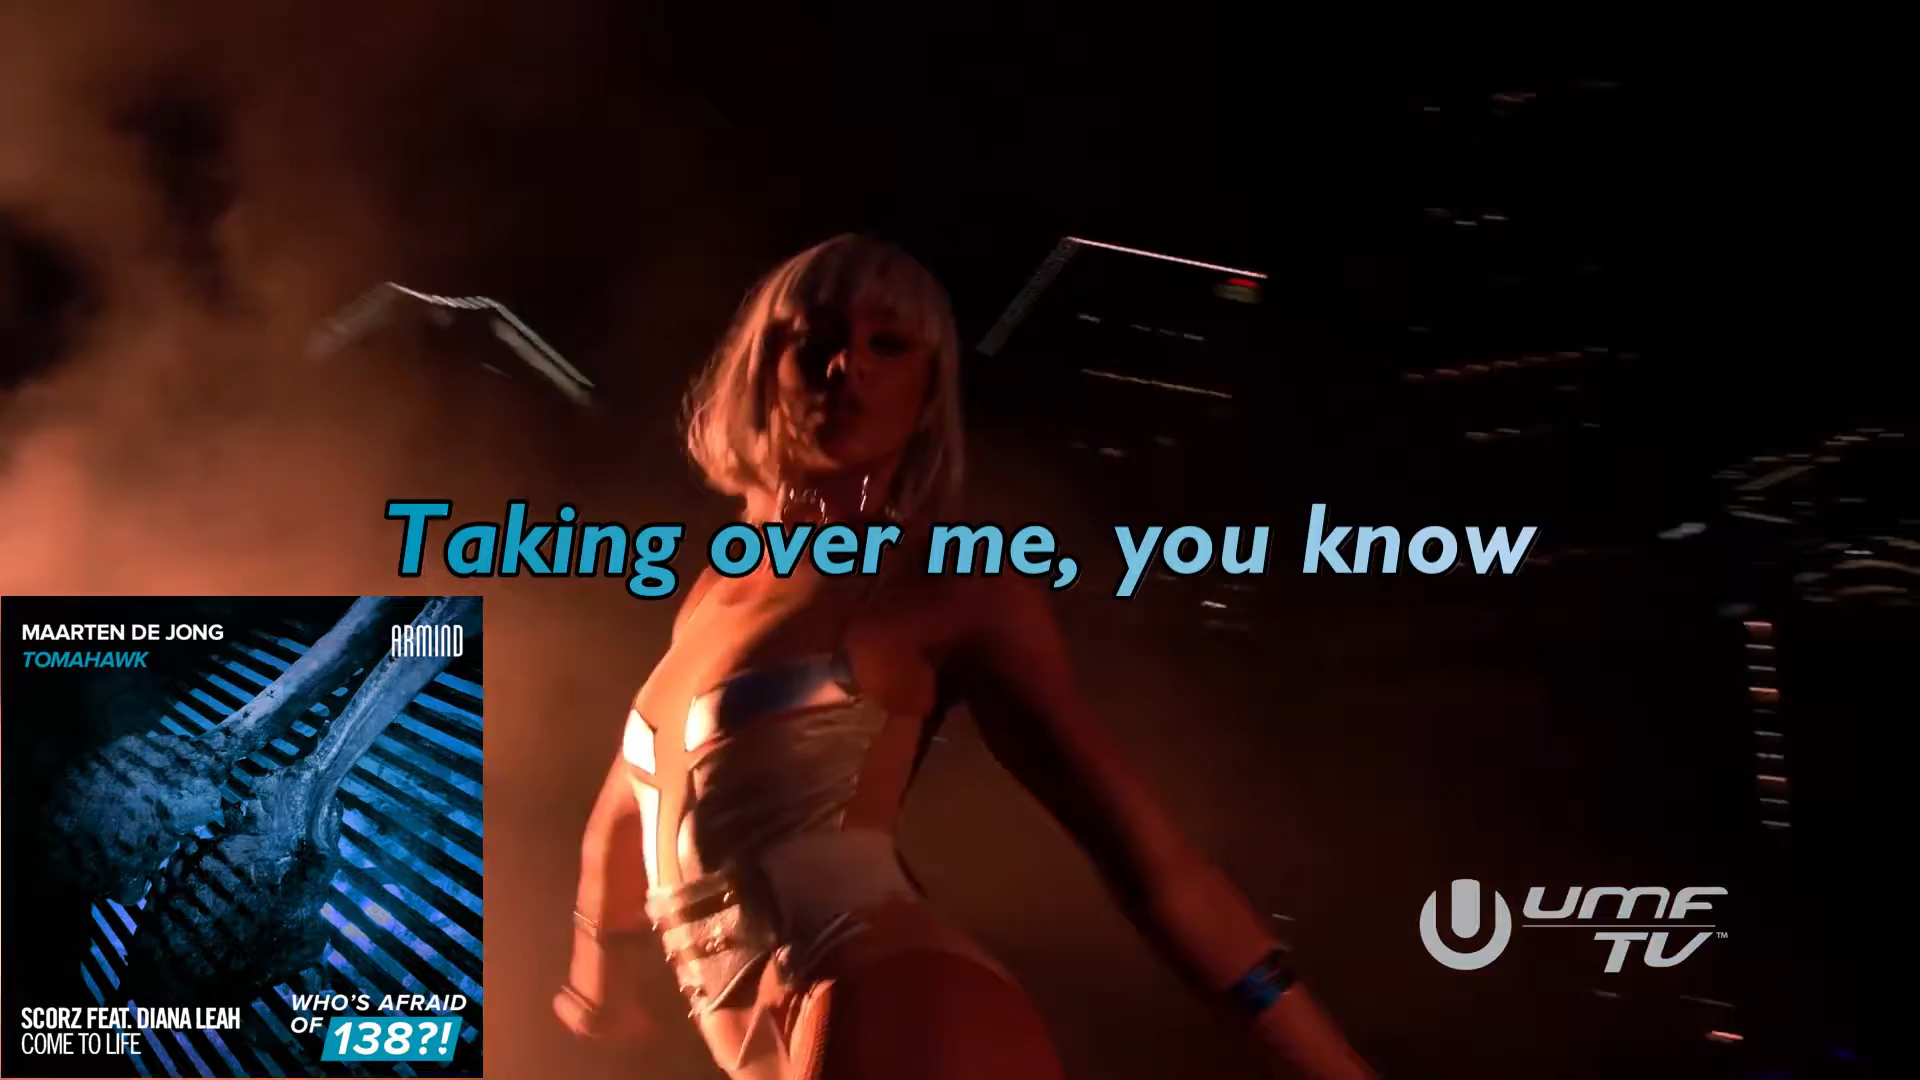 Taking over me, you know
MAARTEN DE JONG
TOMAHAWK
ARMIND
SCORZ FEAT. DIANA LEAH
COME TO LIFE
WHO'S AFRAID
OF 138?!
UMF
TV™